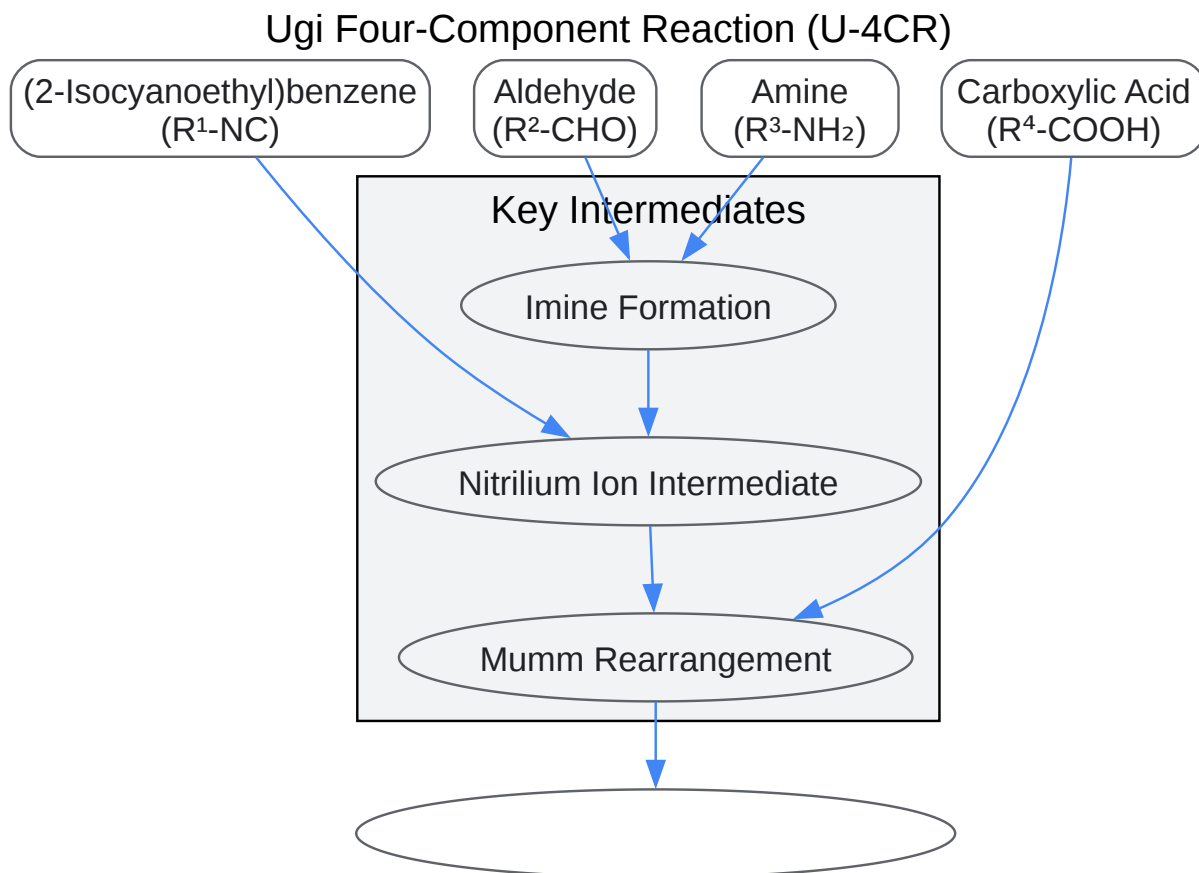 Ugi Four-Component Reaction (U-4CR)
(2-Isocyanoethyl)benzene
(R¹-NC)
Aldehyde
(R²-CHO)
Amine
(R³-NH₂)
Carboxylic Acid
(R⁴-COOH)
Key Intermediates
Imine Formation
Nitrilium Ion Intermediate
Mumm Rearrangement